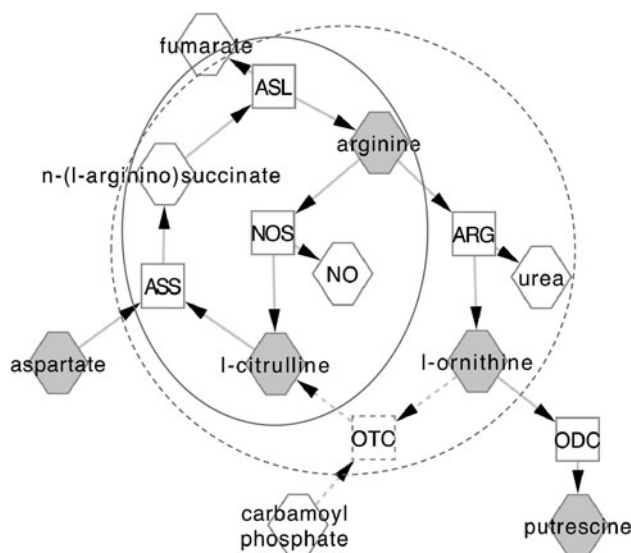 fumarate
ASL
arginine
n-(l-arginino)succinate
NOS
ARG
NO
urea
ASS
aspartate
l-citrulline
l-ornithine
OTC
ODC
carbamoyl
phosphate
putrescine